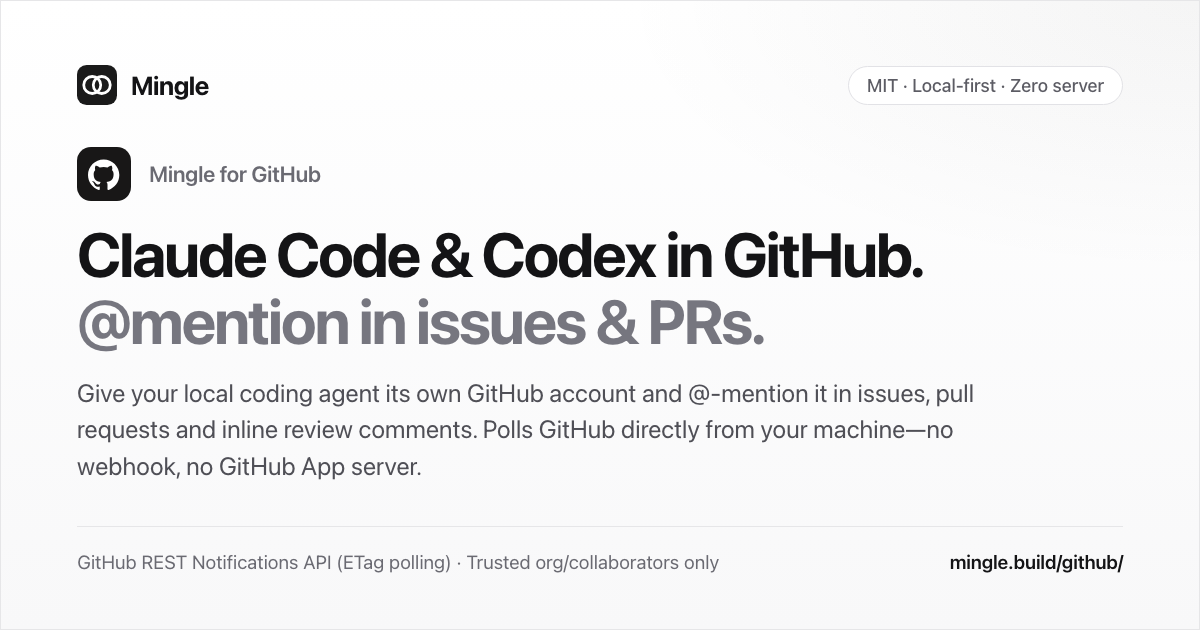 Mingle
MIT · Local-first · Zero server
Mingle for GitHub
Claude Code & Codex in GitHub.
@mention in issues & PRs.
Give your local coding agent its own GitHub account and @-mention it in issues, pull
requests and inline review comments. Polls GitHub directly from your machine—no
webhook, no GitHub App server.
GitHub REST Notifications API (ETag polling) · Trusted org/collaborators only
mingle.build/github/